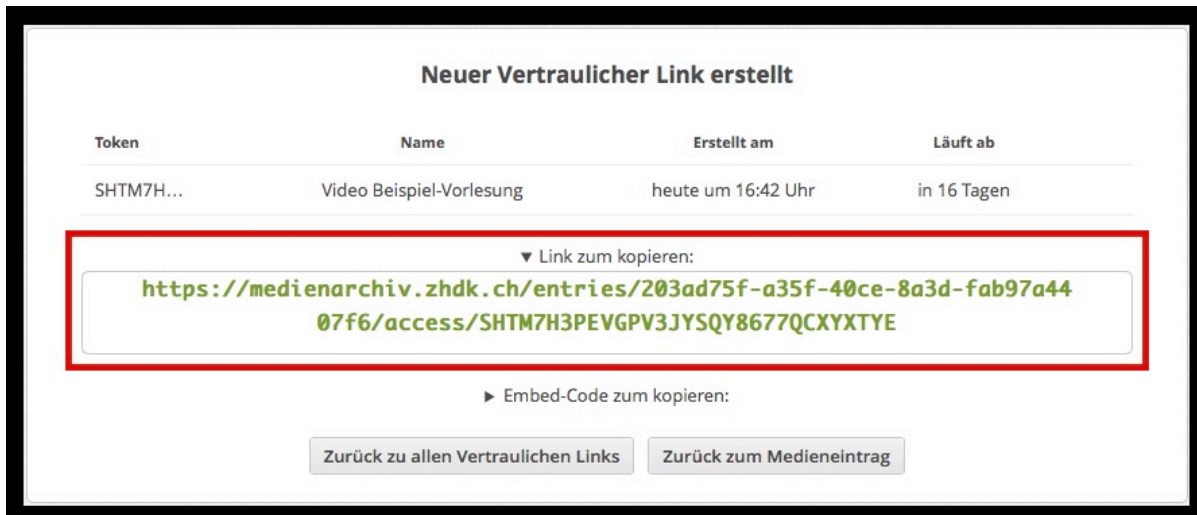 Neuer Vertraulicher Link erstellt
Token Name Erstellt am Läuft ab
SHTM7H... Video Beispiel-Vorlesung heute um 16:42 Uhr in 16 Tagen
▼ Link zum kopieren:
https://medienarchiv.zhdk.ch/entries/203ad75f-a35f-40ce-8a3d-fab97a44
07f6/access/SHTM7H3PEVGPV3JYSQY8677QCXYXTYE
► Embed-Code zum kopieren:
Zurück zu allen Vertraulichen Links Zurück zum Medieneintrag